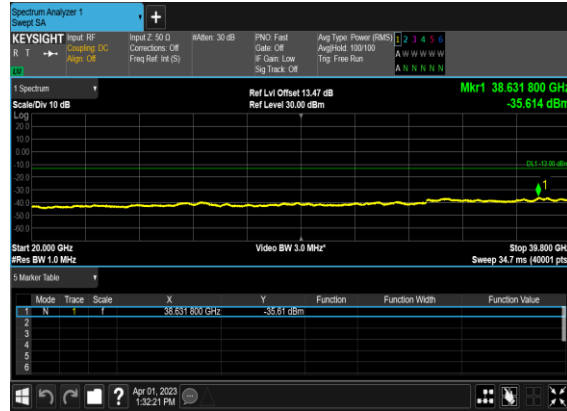 Spectrum Analyzer 1
Swept SA
+
KEYSIGHT Input: RF Input Z: 50 Ω #Atten: 30 dB PNO: Fast Avg Type: Power (RMS) 1 2 3 4 5 6
R T Coupling: DC Corrections: Off Gate: Off Avg|Hold: 100/100 A W W W W W
Align: Off Freq Ref: Int (S) IF Gain: Low Trig: Free Run
Sig Track: Off A N N N N N
1 Spectrum
Ref Lvl Offset 13.47 dB Mkr1 38.631 800 GHz
Scale/Div 10 dB Ref Level 30.00 dBm -35.614 dBm
Log
20.0
10.0
0.00
-10.0
DL1 -13.00 dBm
-20.0
-30.0
1
-40.0
-50.0
-60.0
Start 20.000 GHz Video BW 3.0 MHz* Stop 39.800 GHz
#Res BW 1.0 MHz Sweep 34.7 ms (40001 pts)
5 Marker Table
Mode Trace Scale X Y Function Function Width Function Value
1 N 1 f 38.631 800 GHz -35.61 dBm
2
3
4
5
6
? Apr 01, 2023
1:32:21 PM